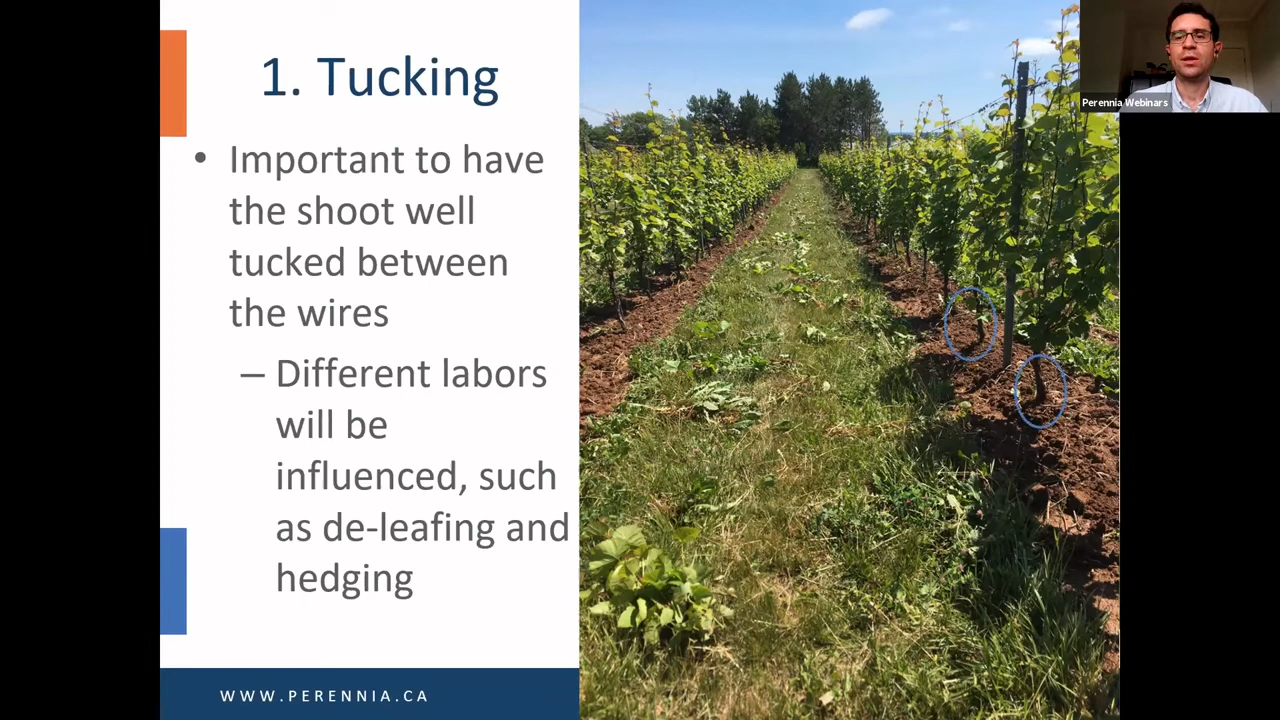 1. Tucking
• Important to have
the shoot well
tucked between
the wires
– Different labors
will be
influenced, such
as de-leafing and
hedging
WWW.PERENNIA.CA
Perennia Webinars